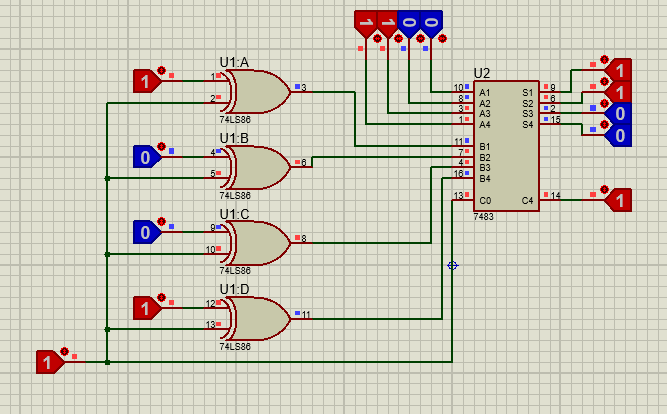 1 1 0 0
U1:A
1
1
2
3
74LS86
U2
10 A1 S1 9 1
8 A2 S2 6 1
3 A3 S3 2 0
1 A4 S4 15 0
11 B1
7 B2
4 B3
16 B4
13 C0 C4 14 1
7483
U1:B
0
4
5
6
74LS86
U1:C
0
9
10
8
74LS86
U1:D
1
12
13
11
74LS86
1